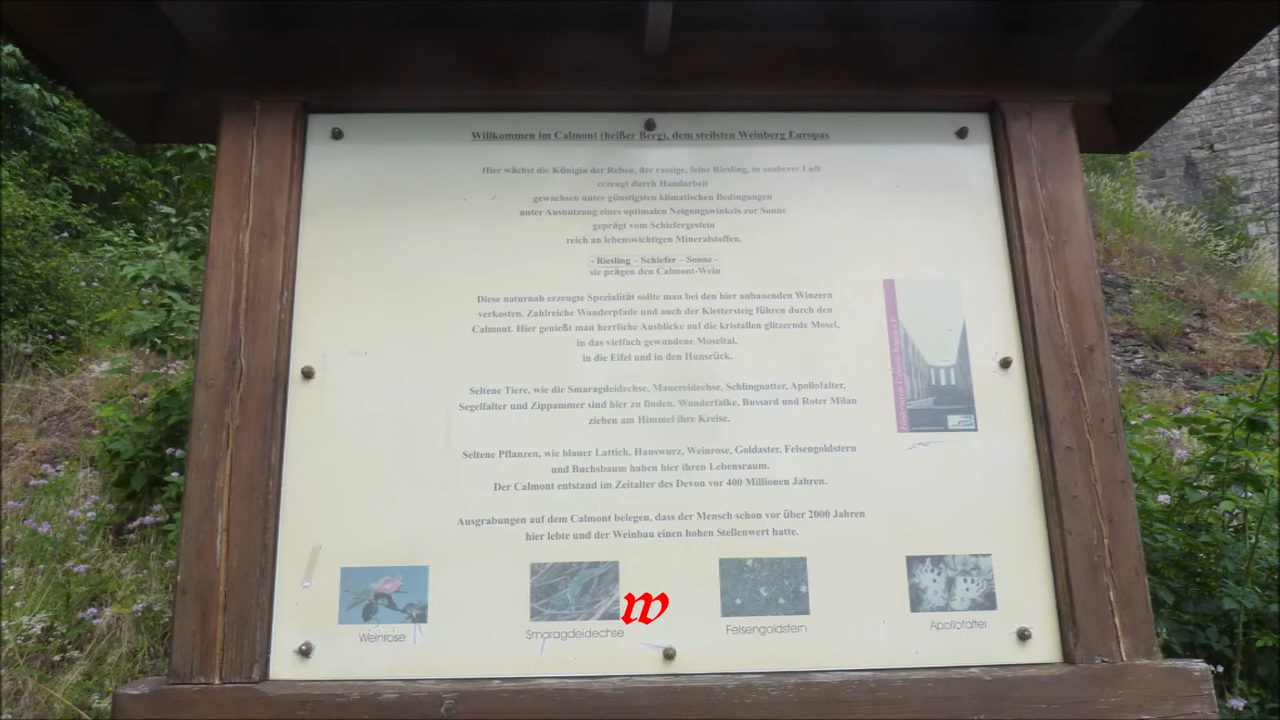 Willkommen im Calmont (heißer Berg), dem steilsten Weinberg Europas
Hier wächst die Königin der Reben, der rassige, feine Riesling, in sauberer Luft
erzeugt durch Handarbeit
gewachsen unter günstigsten klimatischen Bedingungen
unter Ausnutzung eines optimalen Neigungswinkels zur Sonne
geprägt vom Schiefergestein
reich an lebenswichtigen Mineralstoffen.
- Riesling – Schiefer – Sonne -
sie prägen den Calmont-Wein
Diese naturnah erzeugte Spezialität sollte man bei den hier anbauenden Winzern
verkosten. Zahlreiche Wanderpfade und auch der Klettersteig führen durch den
Calmont. Hier genießt man herrliche Ausblicke auf die kristallen glitzernde Mosel,
in das vielfach gewundene Moseltal,
in die Eifel und in den Hunsrück.
Seltene Tiere, wie die Smaragdeidechse, Mauereidechse, Schlingnatter, Apollofalter,
Segelfalter und Zippammer sind hier zu finden. Wanderfalke, Bussard und Roter Milan
ziehen am Himmel ihre Kreise.
Seltene Pflanzen, wie blauer Lattich, Hauswurz, Weinrose, Goldaster, Felsengoldstern
und Buchsbaum haben hier ihren Lebensraum.
Der Calmont entstand im Zeitalter des Devon vor 400 Millionen Jahren.
Ausgrabungen auf dem Calmont belegen, dass der Mensch schon vor über 2000 Jahren
hier lebte und der Weinbau einen hohen Stellenwert hatte.
Weinrose
Smaragdeidechse
Felsengoldstern
Apollofalter
w